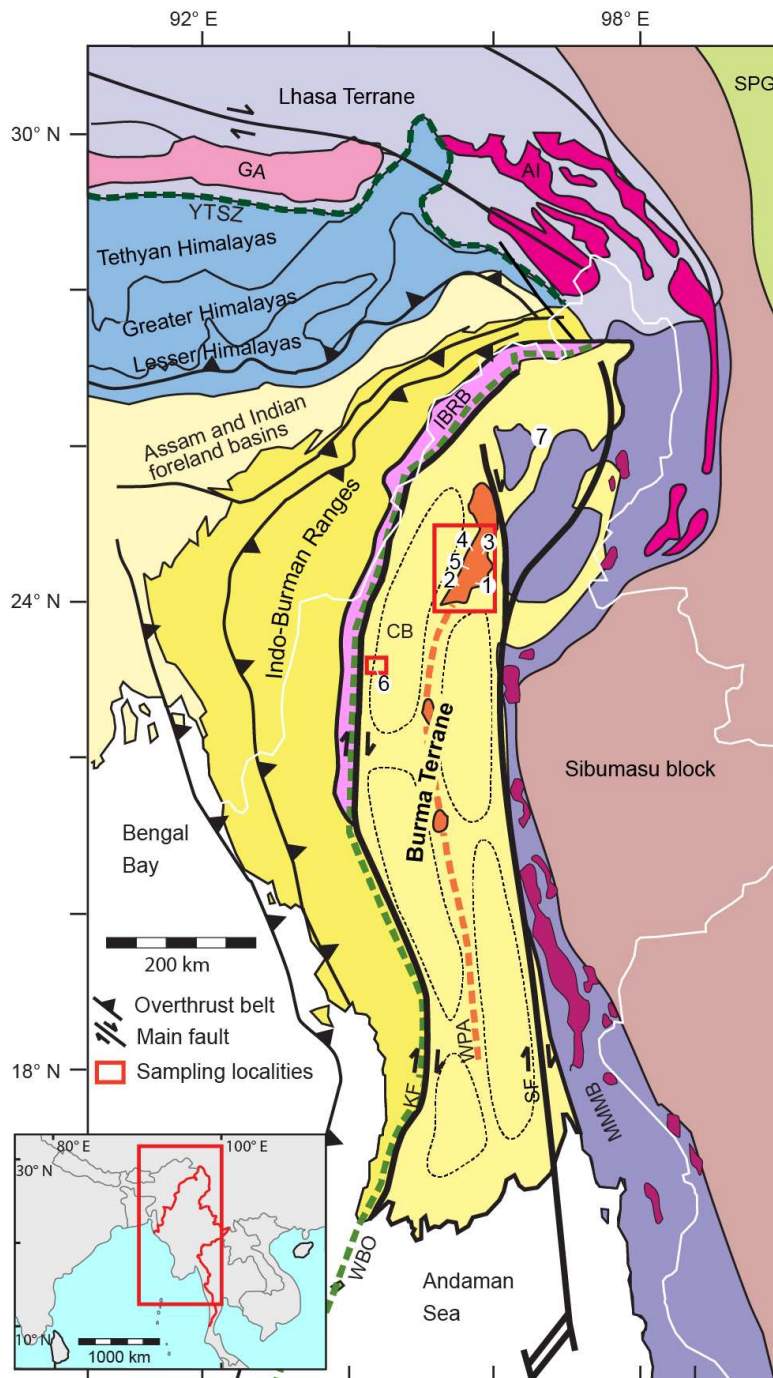 92° E
98° E
SPG
Lhasa Terrane
30° N
GA
AI
YTSZ
Tethyan Himalayas
Greater Himalayas
Lesser Himalayas
Assam and Indian
foreland basins
IBRB
7
Indo-Burman Ranges
4
3
5
2
1
24° N
CB
6
Burma Terrane
Sibumasu block
Bengal
Bay
200 km
Overthrust belt
Main fault
Sampling localities
18° N
KF
WPA
SF
MMMB
80° E
100° E
30° N
WBO
Andaman
Sea
10° N
1000 km